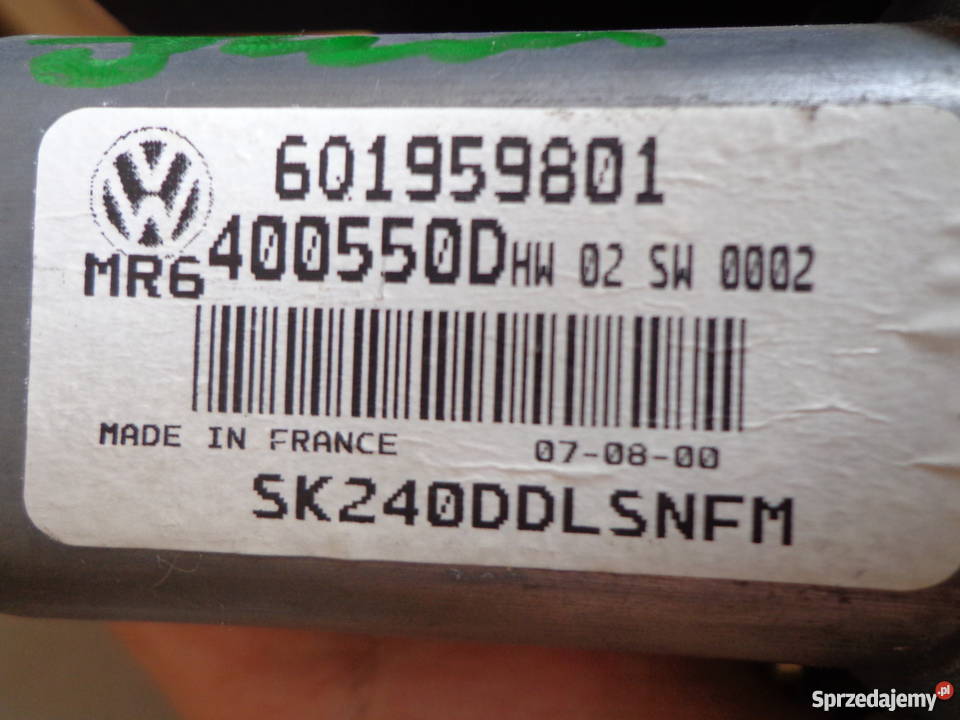 6Q1959801
MR6 400550D HW 02 SW 0002
MADE IN FRANCE 07-08-00
SK240DDLSNFM
Sprzedajemy.pl